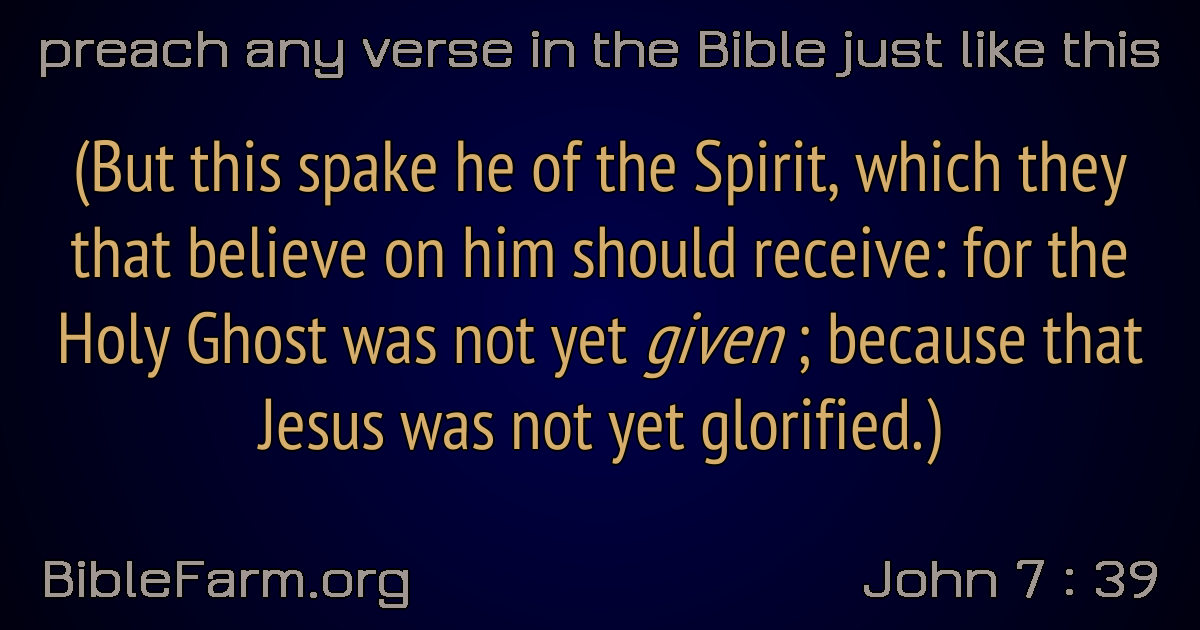 preach any verse in the Bible just like this
(But this spake he of the Spirit, which they
that believe on him should receive: for the
Holy Ghost was not yet given ; because that
Jesus was not yet glorified.)
BibleFarm.org
John 7 : 39